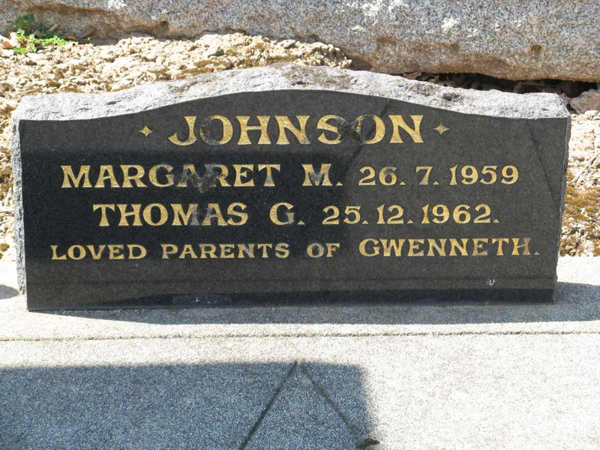 JOHNSON
MARGARET M. 26.7.1959
THOMAS G. 25.12.1962.
LOVED PARENTS OF GWENNETH.